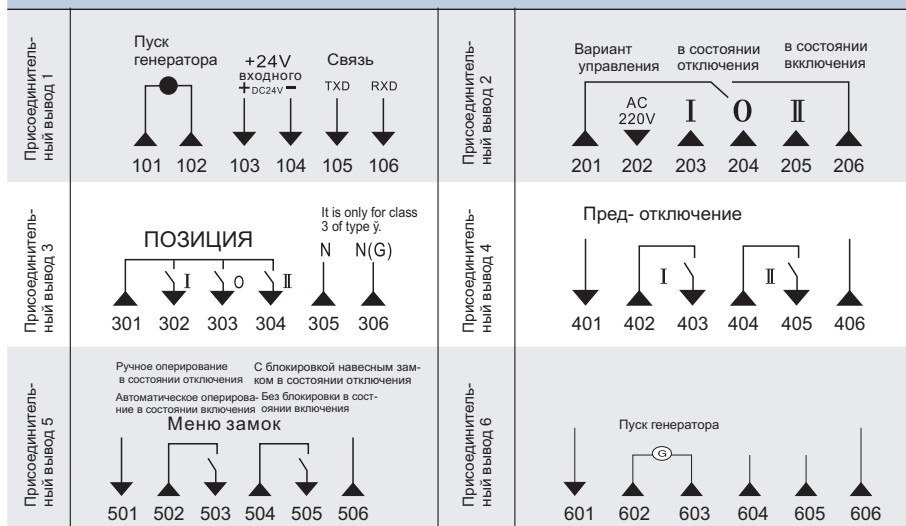 Присоединитель-
ный вывод 1
Пуск
генератора
+24V
входного
+ DC24V −
Связь
TXD RXD
101 102 103 104 105 106
Присоединитель-
ный вывод 2
Вариант
управления
в состоянии
отключения
в состоянии
вкключения
AC
220V
I O II
201 202 203 204 205 206
Присоединитель-
ный вывод 3
ПОЗИЦИЯ
It is only for class
3 of type ÿ.
N N(G)
I O II
301 302 303 304 305 306
Присоединитель-
ный вывод 4
Пред- отключение
I II
401 402 403 404 405 406
Присоединитель-
ный вывод 5
Ручное оперирование
в состоянии отключения
С блокировкой навесным зам-
ком в состоянии отключения
Автоматическое оперирова-
ние в состоянии включения
Без блокировки в сост-
оянии включения
Меню замок
501 502 503 504 505 506
Присоединитель-
ный вывод 6
Пуск генератора
G
601 602 603 604 605 606